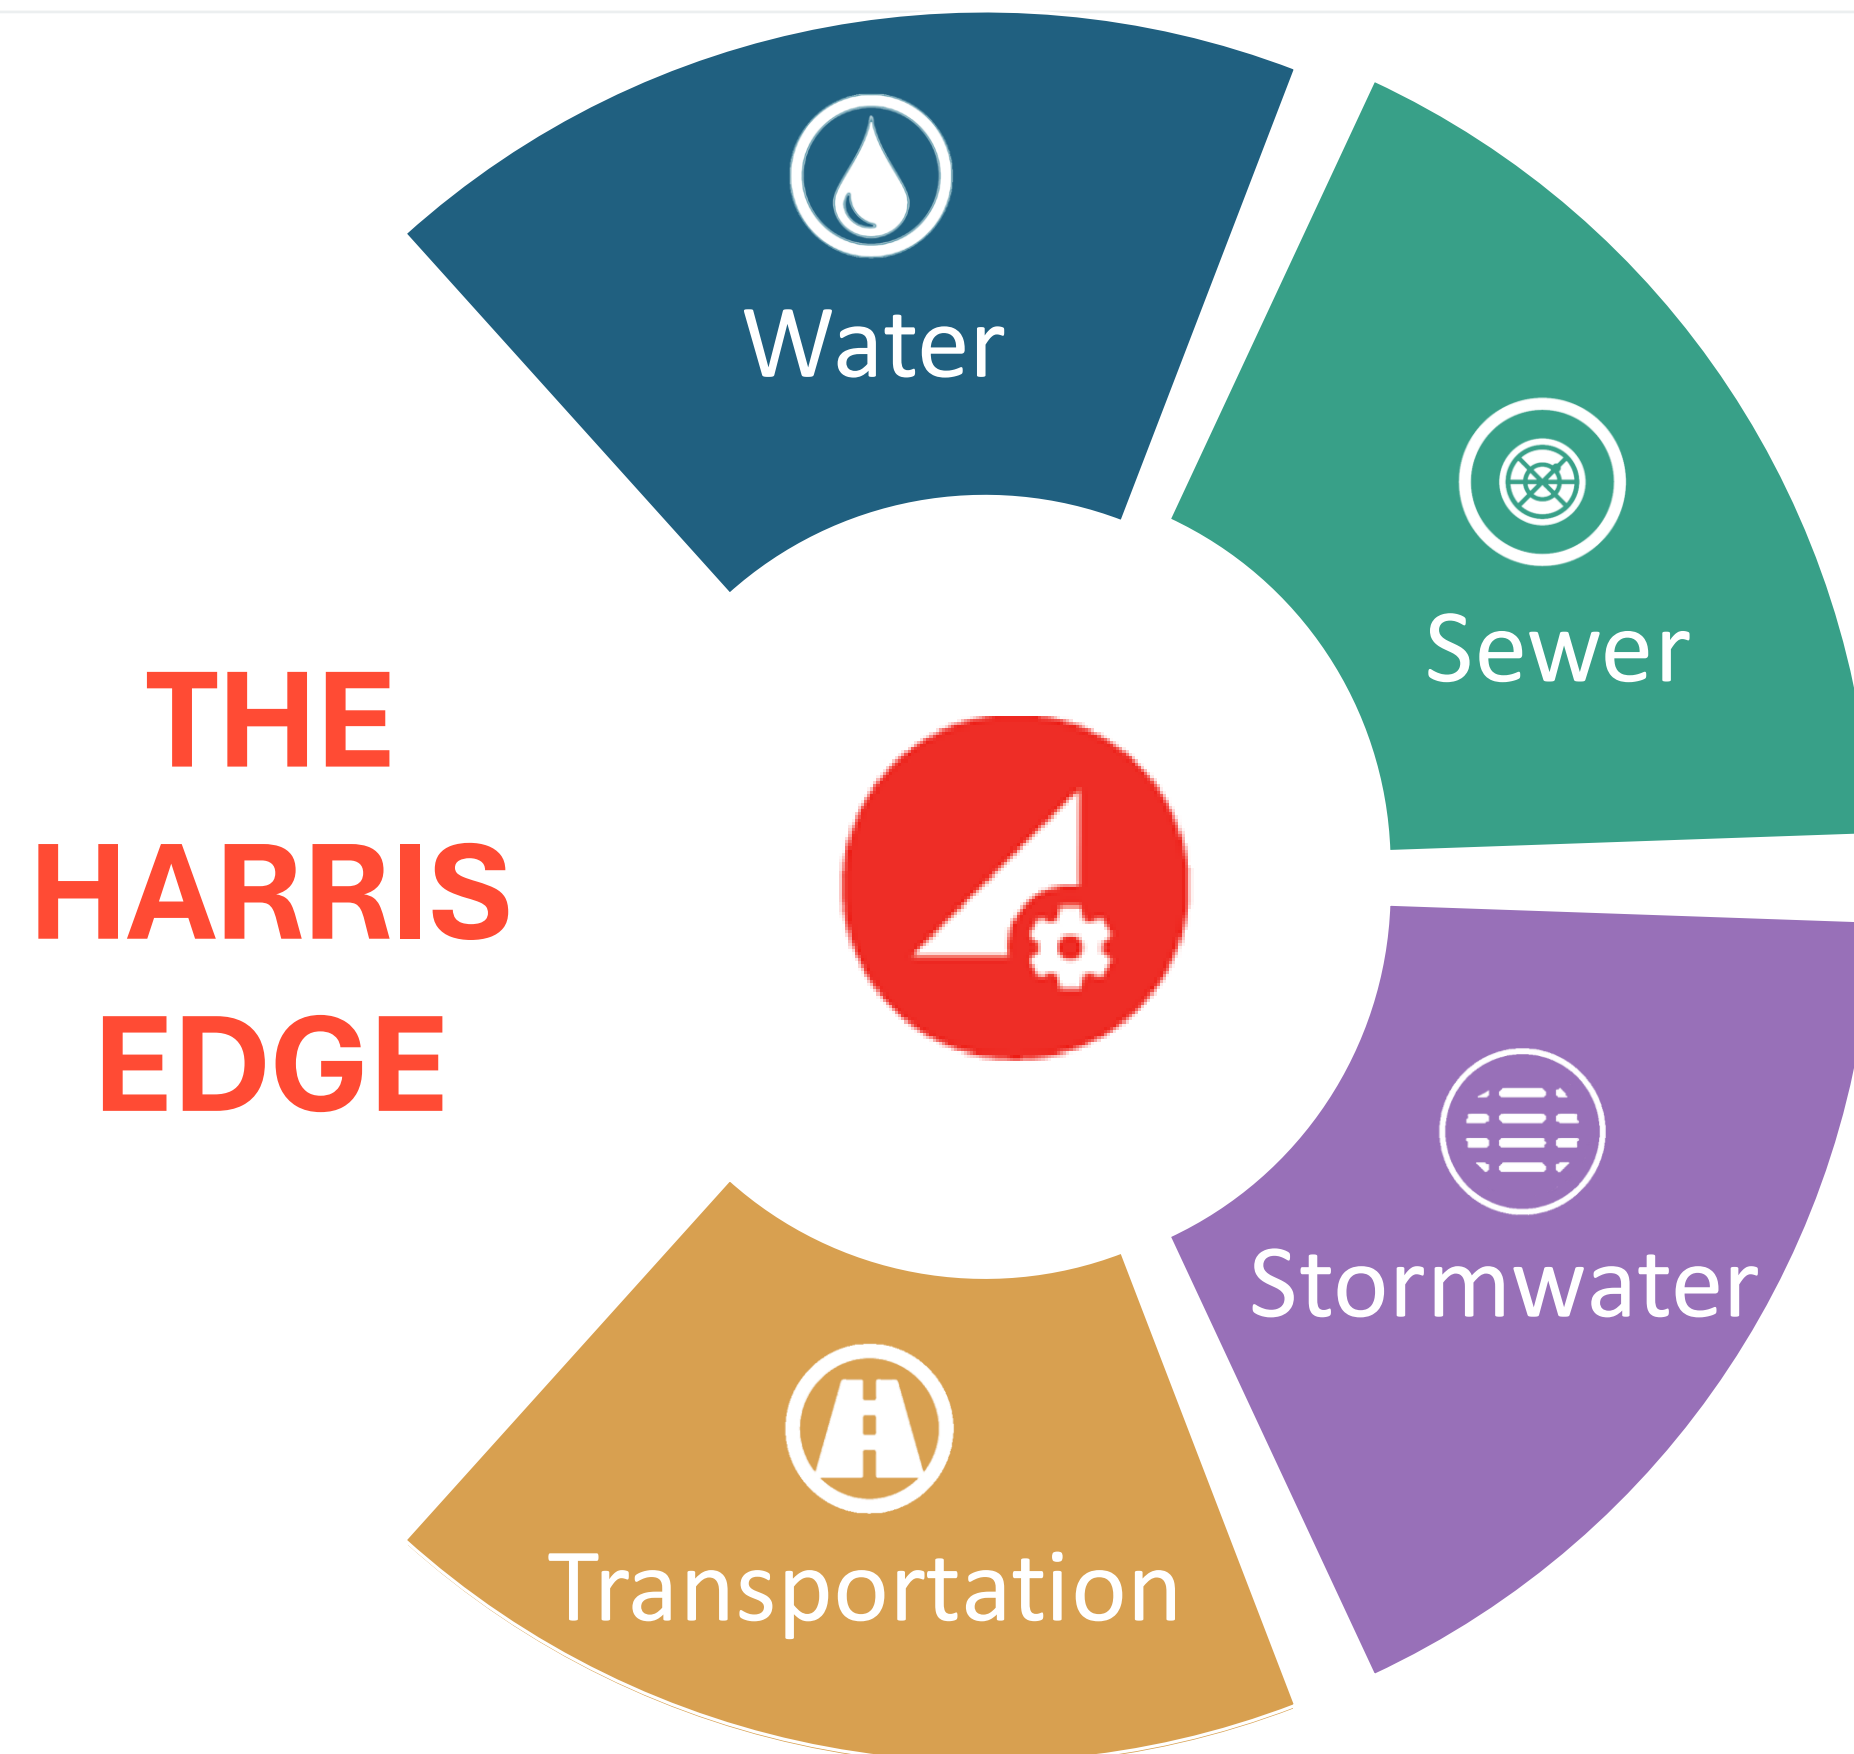 Water
Sewer
THE
HARRIS
EDGE
Stormwater
Transportation